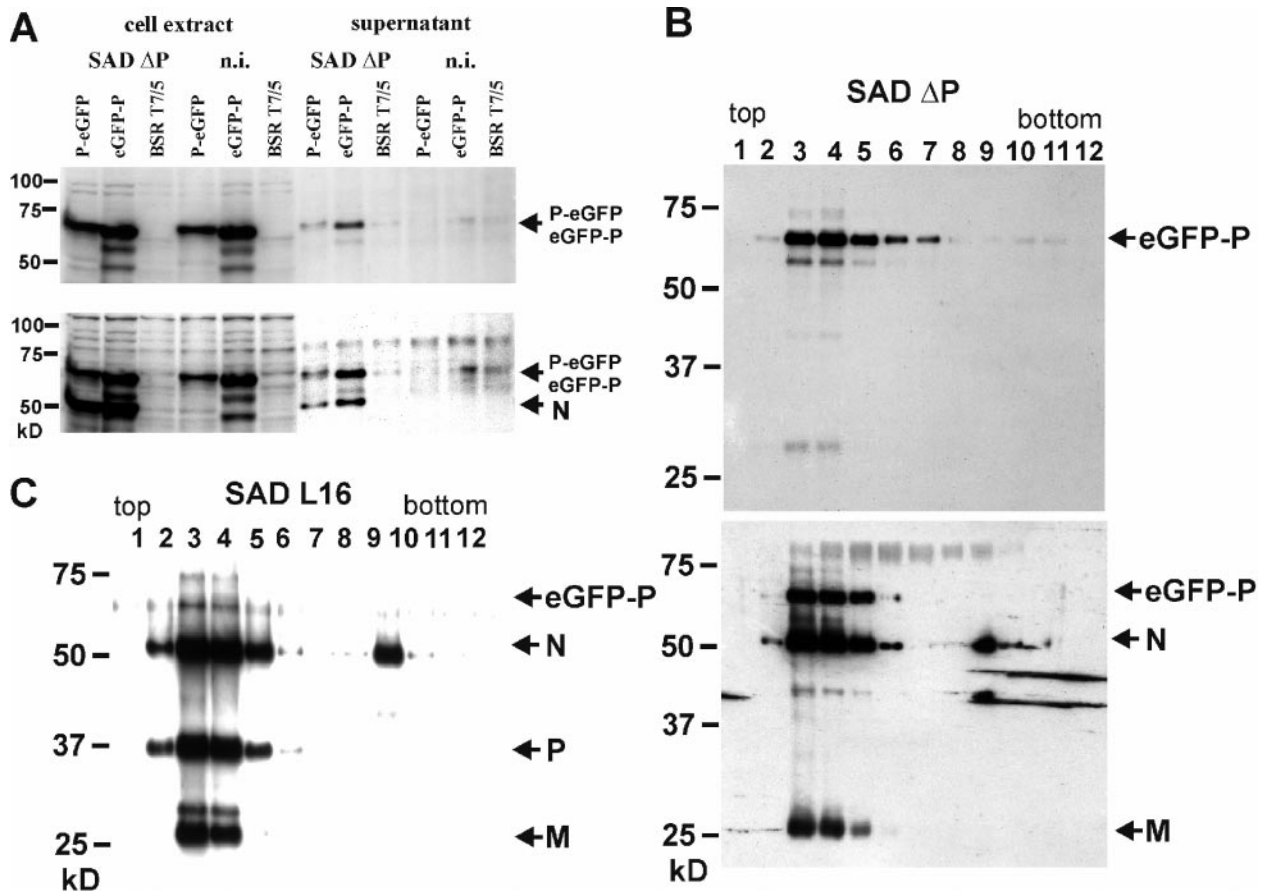 A
cell extract supernatant
SAD ΔP n.i. SAD ΔP n.i.
P-eGFP eGFP-P BSR T7/5 P-eGFP eGFP-P BSR T7/5 P-eGFP eGFP-P BSR T7/5 P-eGFP eGFP-P BSR T7/5
100
75
50
P-eGFP
eGFP-P
100
75
50
kD
P-eGFP
eGFP-P
N
B
SAD ΔP
top bottom
1 2 3 4 5 6 7 8 9 10 11 12
75
50
37
25
eGFP-P
75
50
37
25
kD
eGFP-P
N
M
C
SAD L16
top bottom
1 2 3 4 5 6 7 8 9 10 11 12
75
50
37
25
kD
eGFP-P
N
P
M